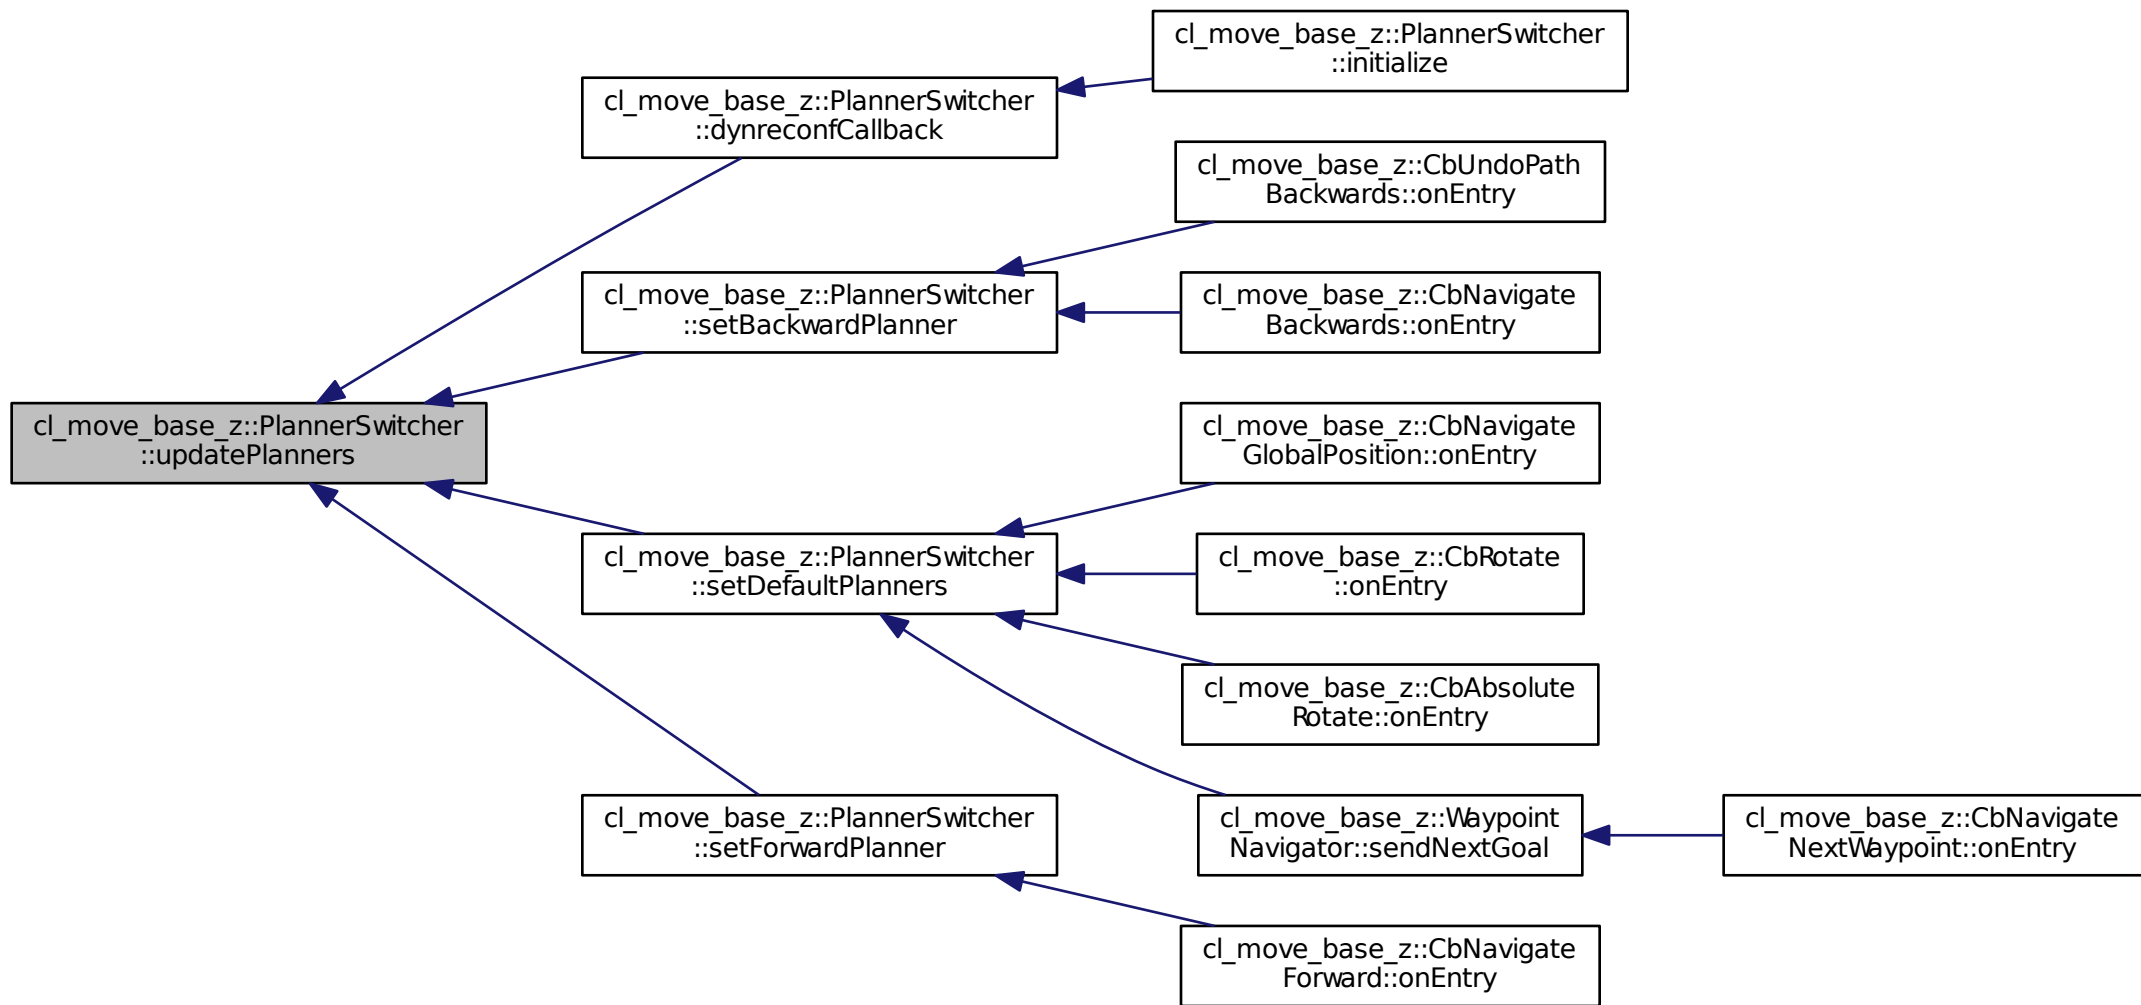 cl_move_base_z::PlannerSwitcher
::updatePlanners
cl_move_base_z::PlannerSwitcher
::dynreconfCallback
cl_move_base_z::PlannerSwitcher
::initialize
cl_move_base_z::PlannerSwitcher
::setBackwardPlanner
cl_move_base_z::CbUndoPath
Backwards::onEntry
cl_move_base_z::CbNavigate
Backwards::onEntry
cl_move_base_z::PlannerSwitcher
::setDefaultPlanners
cl_move_base_z::CbNavigate
GlobalPosition::onEntry
cl_move_base_z::CbRotate
::onEntry
cl_move_base_z::CbAbsolute
Rotate::onEntry
cl_move_base_z::Waypoint
Navigator::sendNextGoal
cl_move_base_z::CbNavigate
NextWaypoint::onEntry
cl_move_base_z::PlannerSwitcher
::setForwardPlanner
cl_move_base_z::CbNavigate
Forward::onEntry